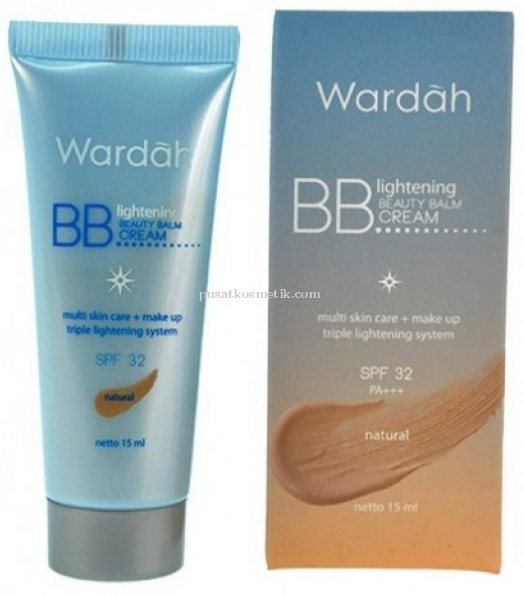 Wardãh
BB lightening
BEAUTY BALM
CREAM
multi skin care + make up
triple lightening system
SPF 32
natural
netto 15 ml
Wardãh
BB lightening
BEAUTY BALM
CREAM
multi skin care + make up
triple lightening system
SPF 32
PA+++
natural
netto 15 ml
pusatkosmetik.com